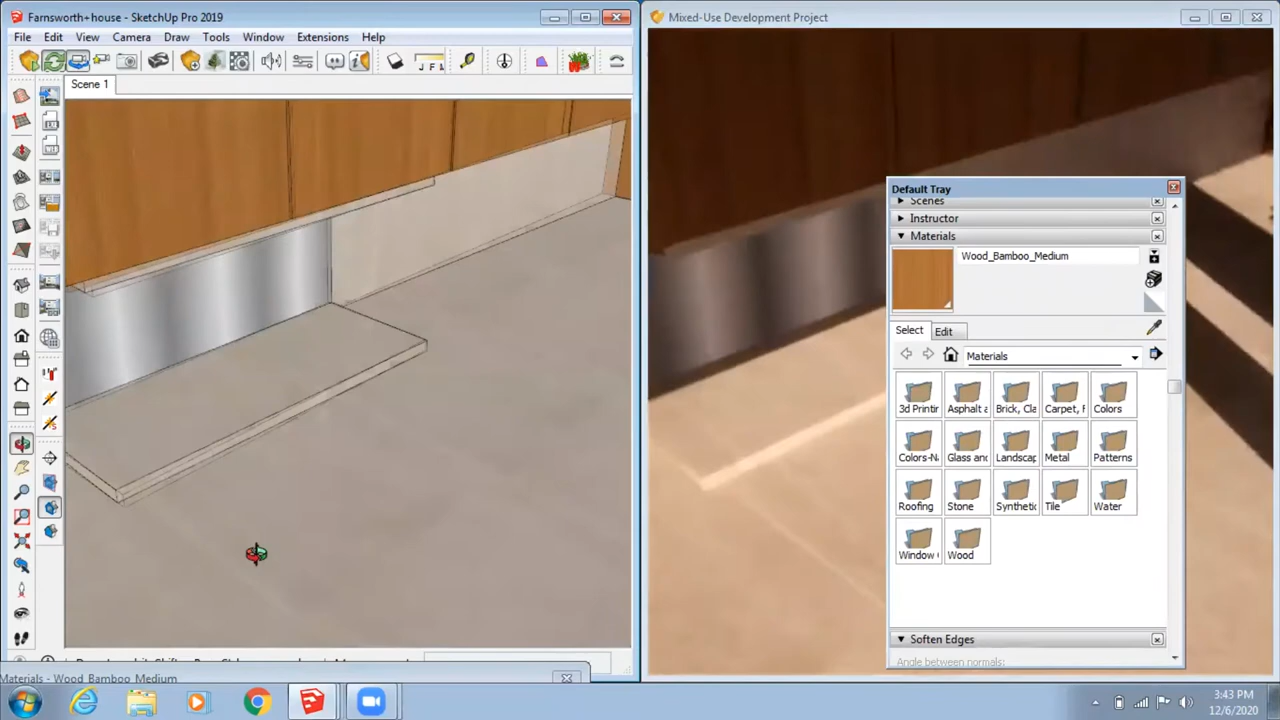 Farnsworth+house - SketchUp Pro 2019
File Edit View Camera Draw Tools Window Extensions Help
Scene 1
Materials - Wood_Bamboo_Medium
Mixed-Use Development Project
Default Tray
Scenes
Instructor
Materials
Wood_Bamboo_Medium
Select Edit
Materials
3d Printir Asphalt a Brick, Cla Carpet, F Colors
Colors-N Glass and Landscap Metal Patterns
Roofing Stone Syntheti Tile Water
Window Wood
Soften Edges
Angle between normals:
3:43 PM
12/6/2020